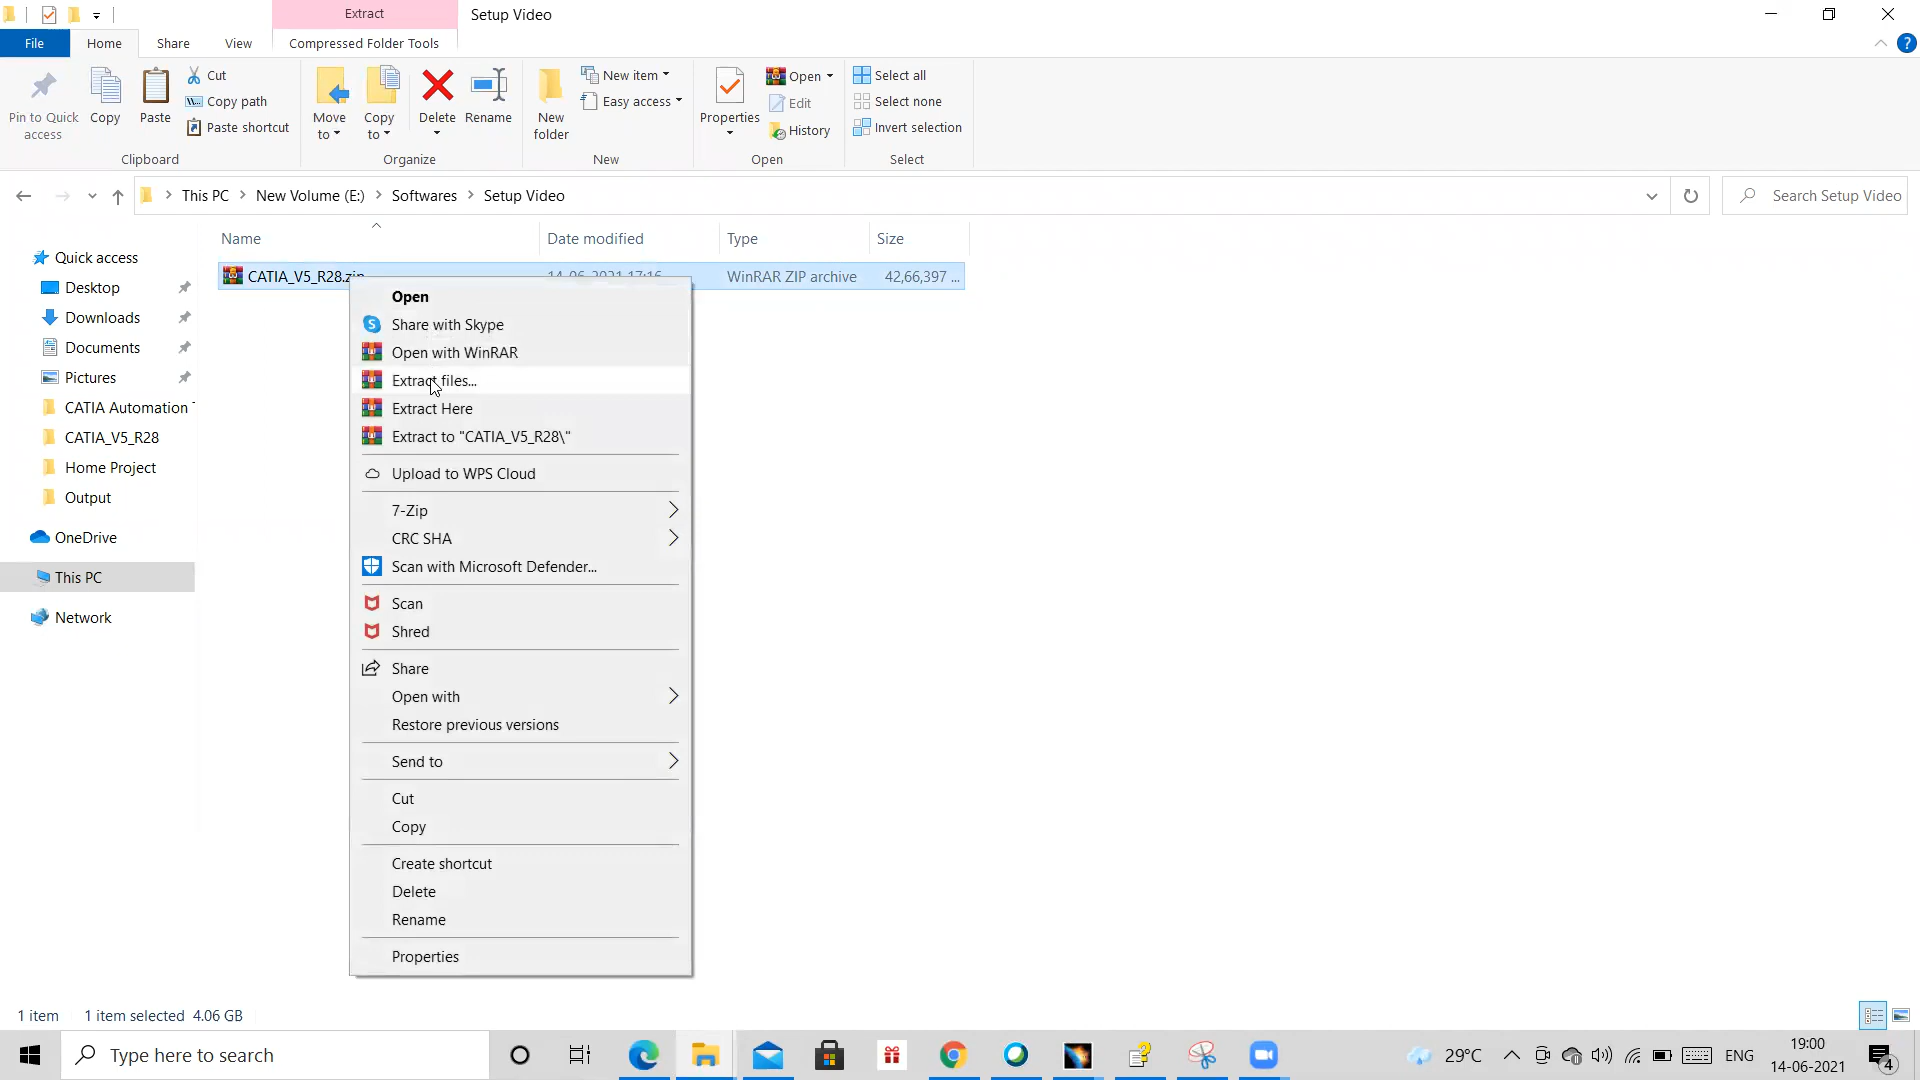 Extract
Setup Video
File
Home
Share
View
Compressed Folder Tools
Pin to Quick access
Copy
Paste
Cut
Copy path
Paste shortcut
Clipboard
Move to
Copy to
Delete
Rename
Organize
New folder
New item
Easy access
New
Properties
Open
Edit
History
Open
Select all
Select none
Invert selection
Select
This PC
New Volume (E:)
Softwares
Setup Video
Search Setup Video
Name
Date modified
Type
Size
CATIA_V5_R28.zip
14-06-2021 17:16
WinRAR ZIP archive
42,66,397 ...
Quick access
Desktop
Downloads
Documents
Pictures
CATIA Automation
CATIA_V5_R28
Home Project
Output
OneDrive
This PC
Network
Open
Share with Skype
Open with WinRAR
Extract files...
Extract Here
Extract to "CATIA_V5_R28\"
Upload to WPS Cloud
7-Zip
CRC SHA
Scan with Microsoft Defender...
Scan
Shred
Share
Open with
Restore previous versions
Send to
Cut
Copy
Create shortcut
Delete
Rename
Properties
1 item
1 item selected 4.06 GB
Type here to search
29°C
ENG
19:00
14-06-2021
4